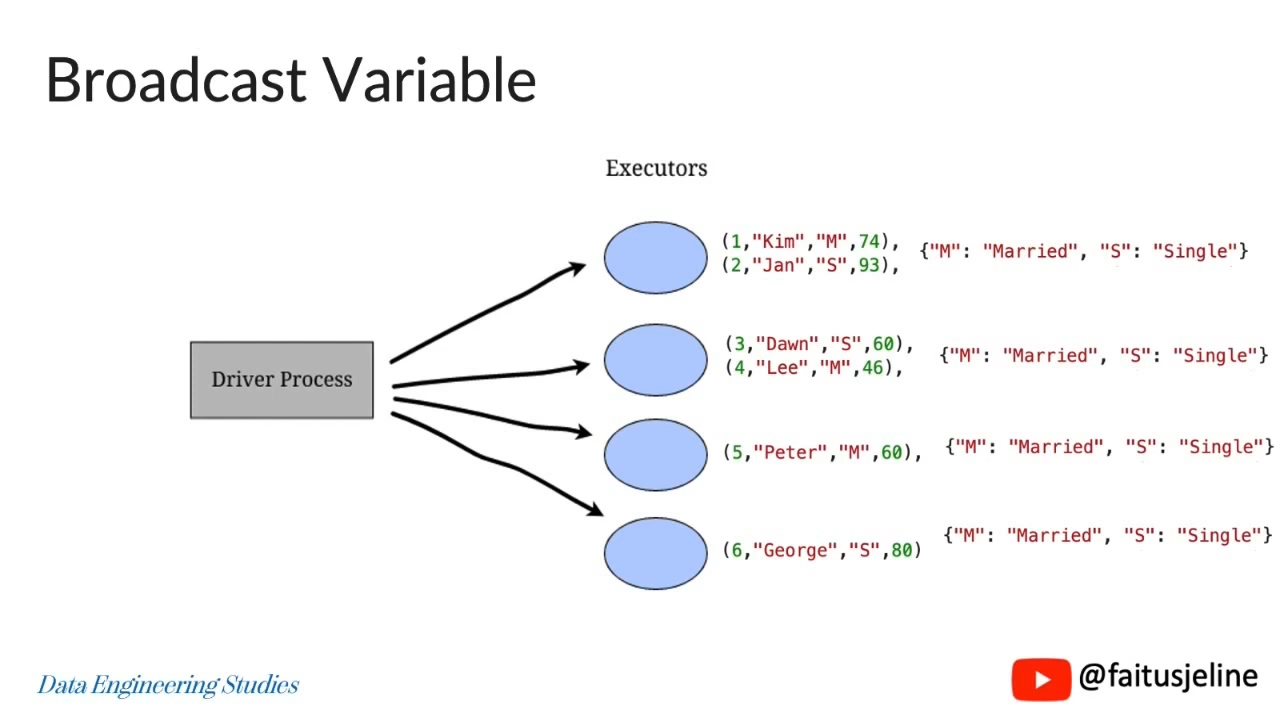 Broadcast Variable
Executors
(1,"Kim","M",74),
(2,"Jan","S",93),
{"M": "Married", "S": "Single"}
(3,"Dawn","S",60),
(4,"Lee","M",46),
{"M": "Married", "S": "Single"}
Driver Process
(5,"Peter","M",60),
{"M": "Married", "S": "Single"}
(6,"George","S",80)
{"M": "Married", "S": "Single"}
Data Engineering Studies
@faitusjeline